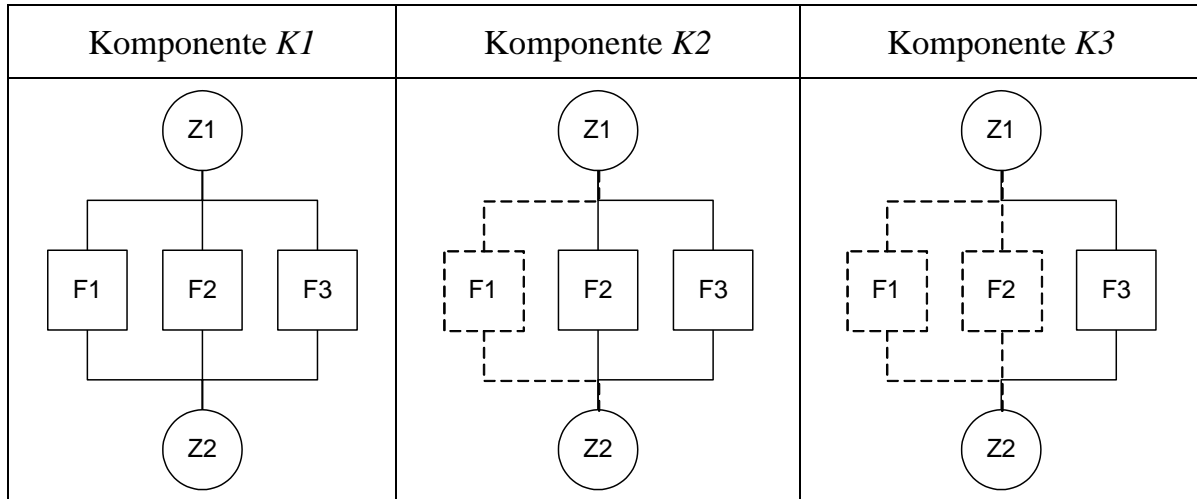 Komponente K1
Komponente K2
Komponente K3
Z1
F1 F2 F3
Z2
Z1
F1 F2 F3
Z2
Z1
F1 F2 F3
Z2